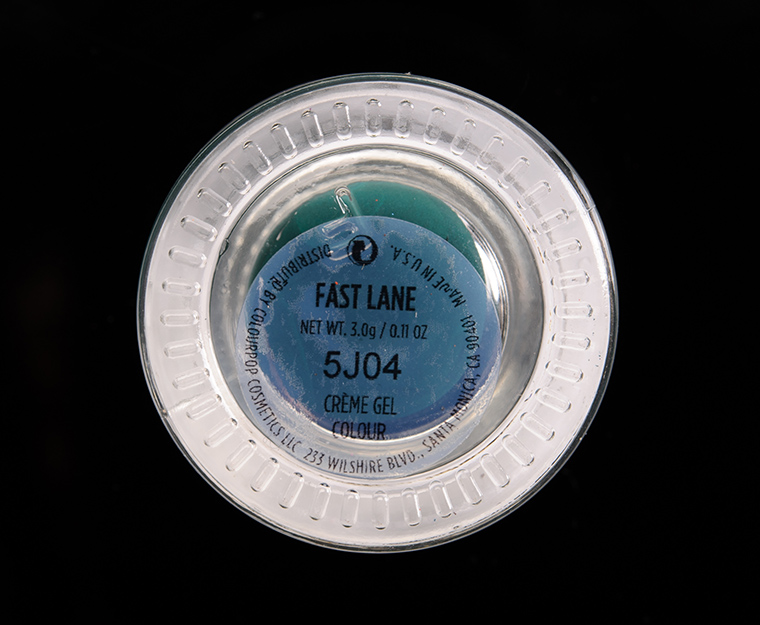 FAST LANE
NET WT. 3.0g / 0.11 OZ
5J04
CRÈME GEL
COLOUR
DISTRIBUTED BY COLOURPOP COSMETICS LLC 233 WILSHIRE BLVD., SANTA MONICA, CA 90401 MADE IN U.S.A.